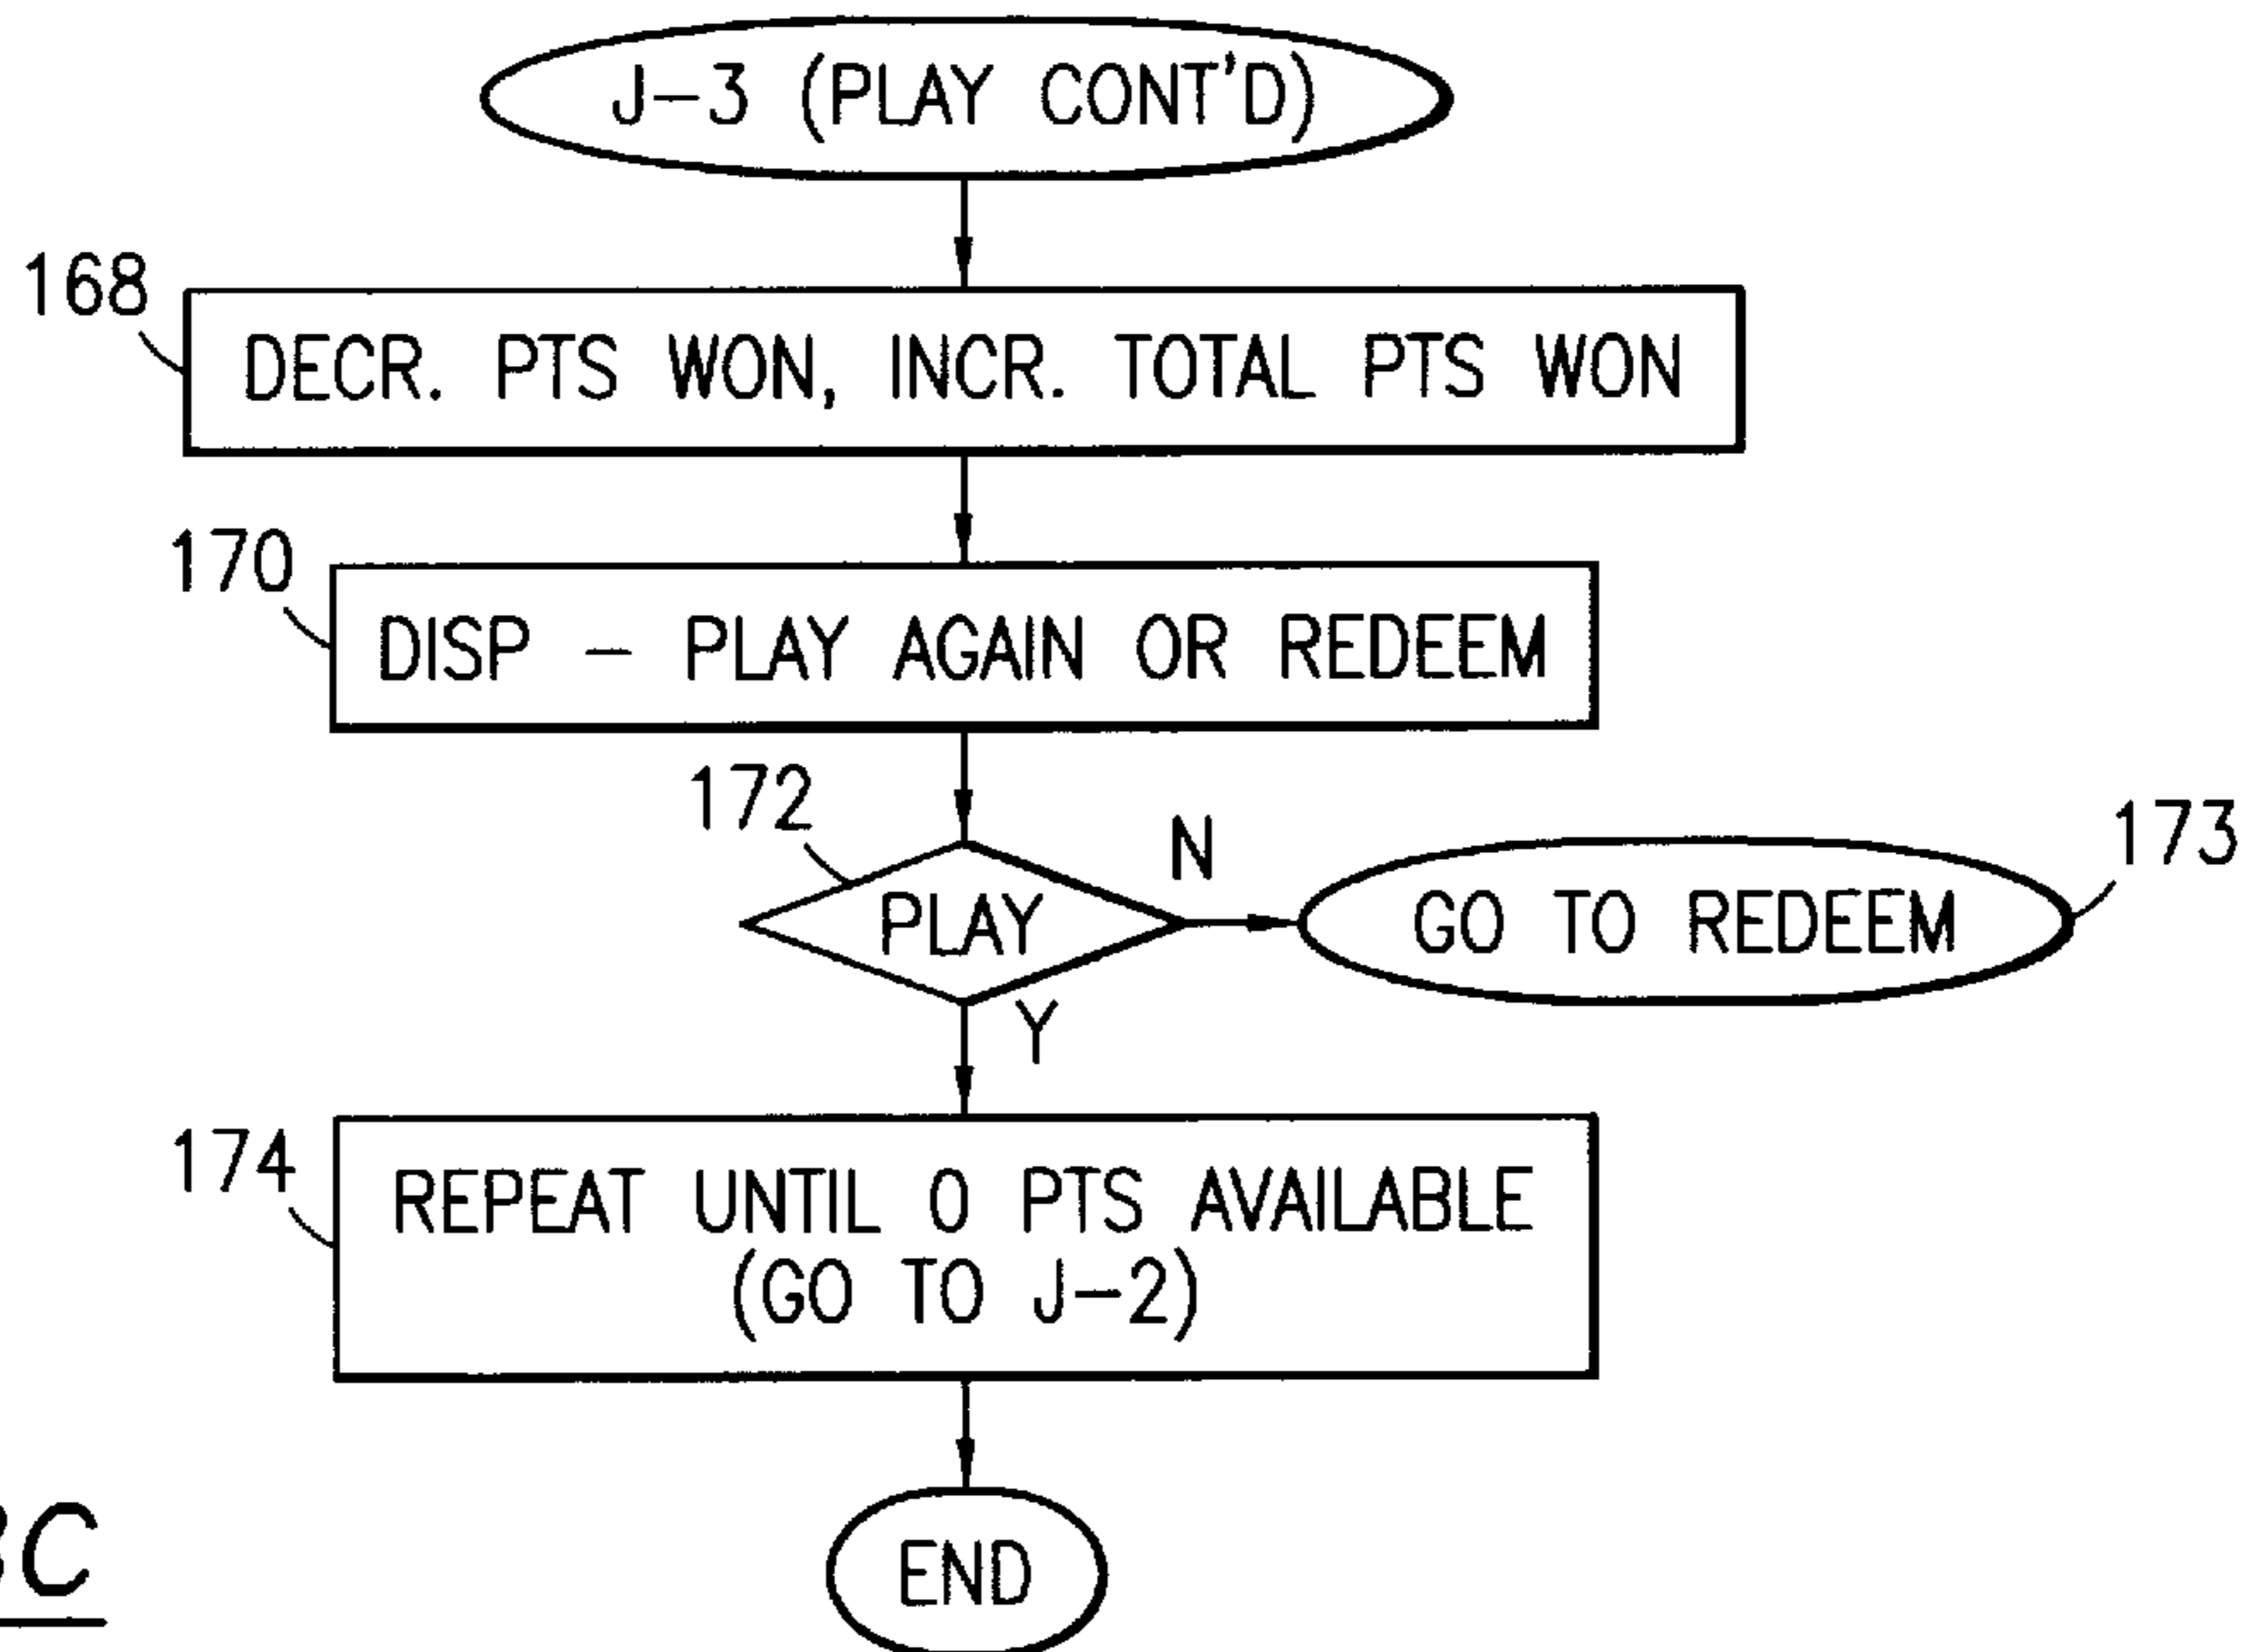 J-3 (PLAY CONT'D)
168
DECR. PTS WON, INCR. TOTAL PTS WON
170
DISP - PLAY AGAIN OR REDEEM
172
N
173
PLAY
GO TO REDEEM
Y
174
REPEAT UNTIL 0 PTS AVAILABLE
(GO TO J-2)
END